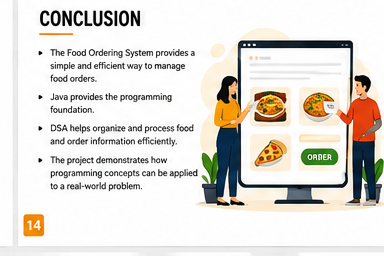 CONCLUSION
The Food Ordering System provides a
simple and efficient way to manage
food orders.
Java provides the programming
foundation.
DSA helps organize and process food
and order information efficiently.
The project demonstrates how
programming concepts can be applied
to a real-world problem.
ORDER
14